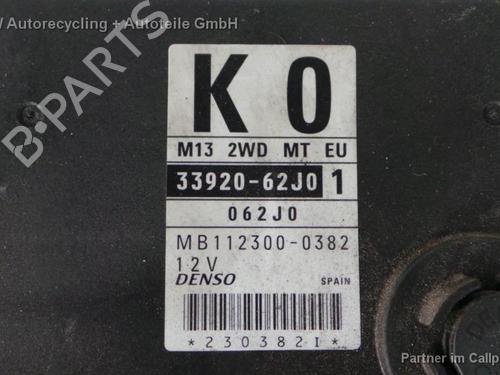 W Autorecycling / Autoteile GmbH
B-PARTS
K 0
M13 2WD MT EU
33920-62J0 1
062J0
MB112300-0382
12V
DENSO SPAIN
*230382I*
Partner im Callp